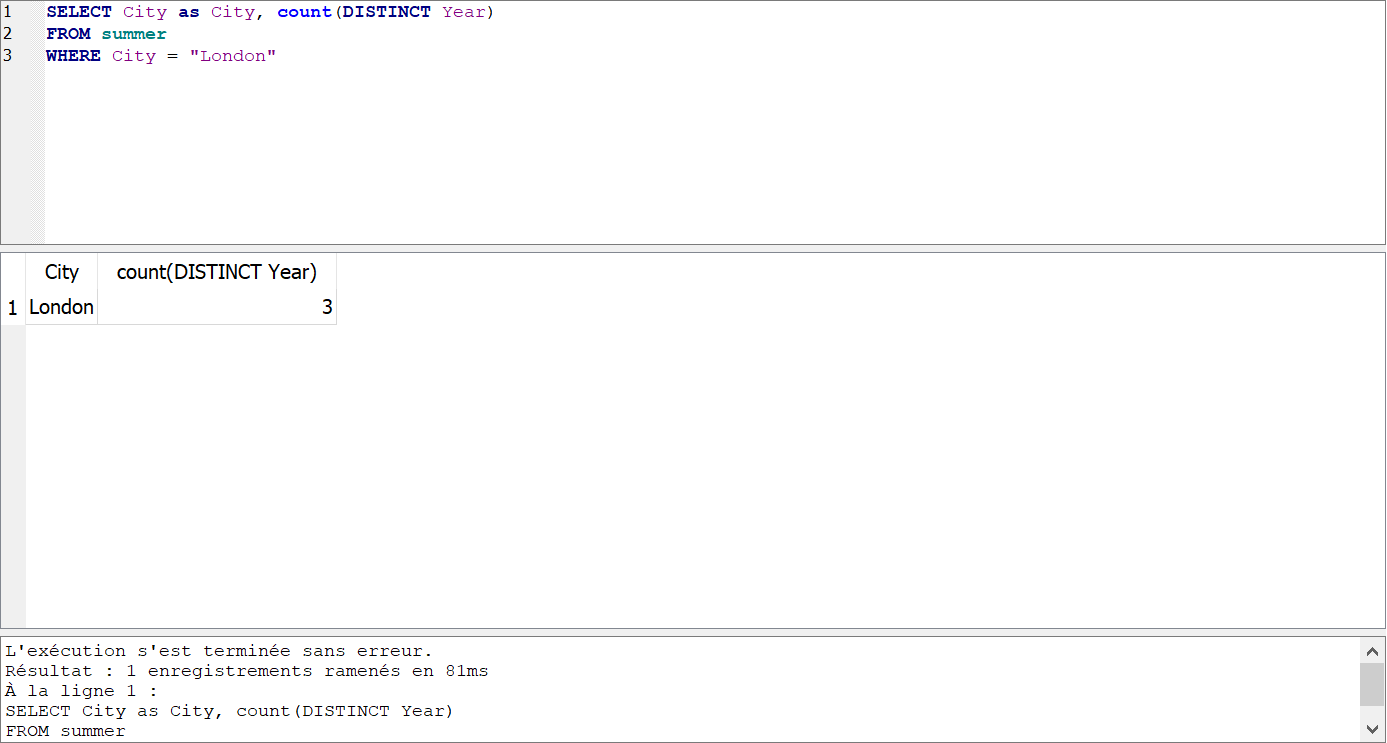 1 SELECT City as City, count(DISTINCT Year)
2 FROM summer
3 WHERE City = "London"
City count(DISTINCT Year)
1 London 3
L'exécution s'est terminée sans erreur.
Résultat : 1 enregistrements ramenés en 81ms
À la ligne 1 :
SELECT City as City, count(DISTINCT Year)
FROM summer